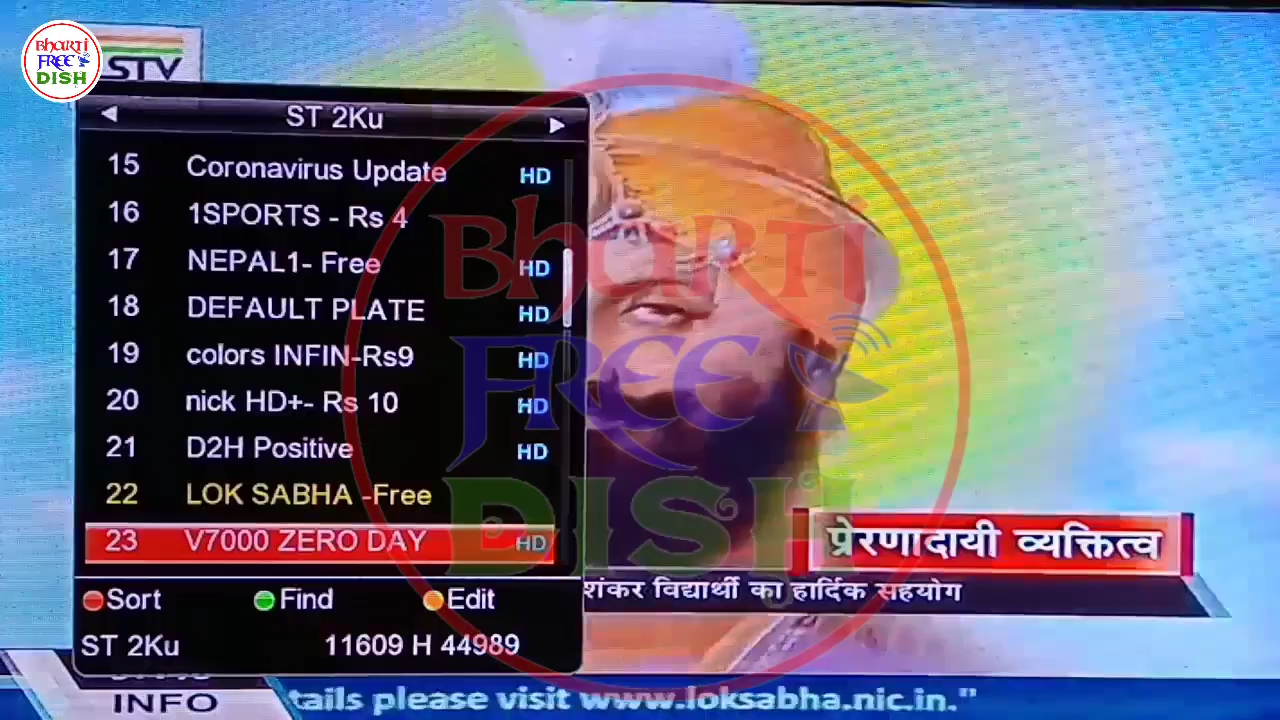 BhaRTi
FREE
DISH
STV
ST 2Ku
15 Coronavirus Update HD
16 1SPORTS - Rs 4
17 NEPAL1- Free HD
18 DEFAULT PLATE HD
19 colors INFIN-Rs9 HD
20 nick HD+- Rs 10 HD
21 D2H Positive HD
22 LOK SABHA -Free
23 V7000 ZERO DAY HD
Sort Find Edit
ST 2Ku 11609 H 44989
BhaRTi
FREE
DISH
प्रेरणादायी व्यक्तित्व
शंकर विद्यार्थी का हार्दिक सहयोग
INFO
tails please visit www.loksabha.nic.in."